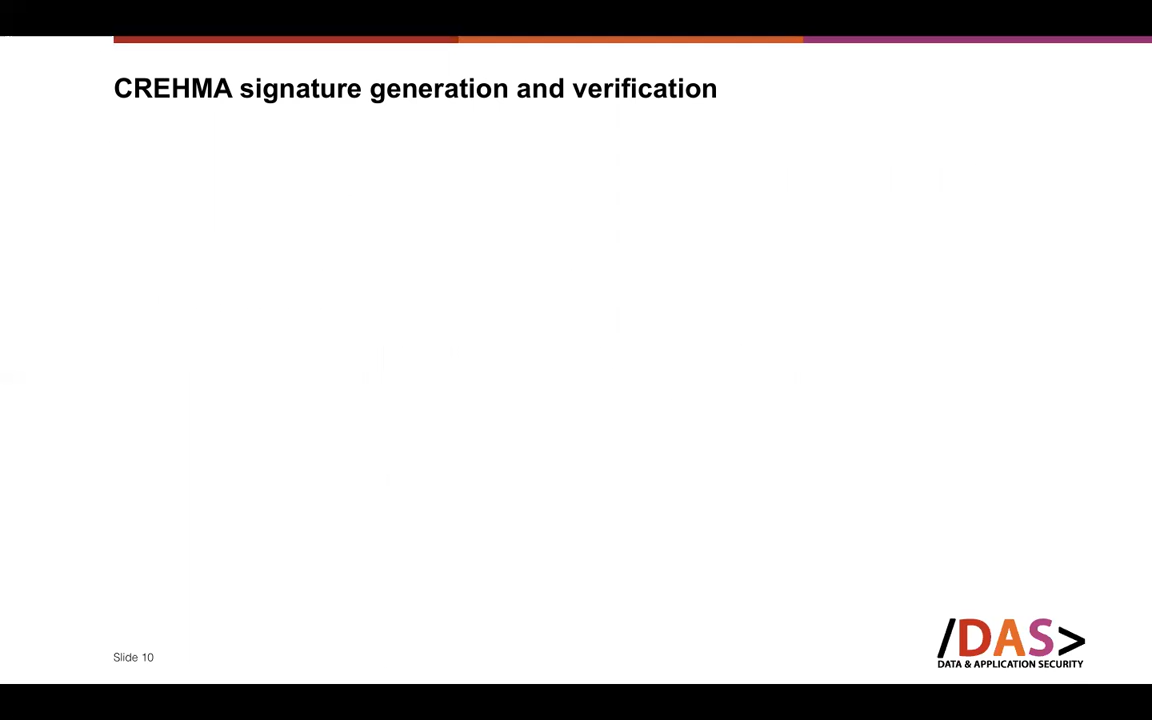 CREHMA signature generation and verification
Slide 10
/DAS>
DATA & APPLICATION SECURITY